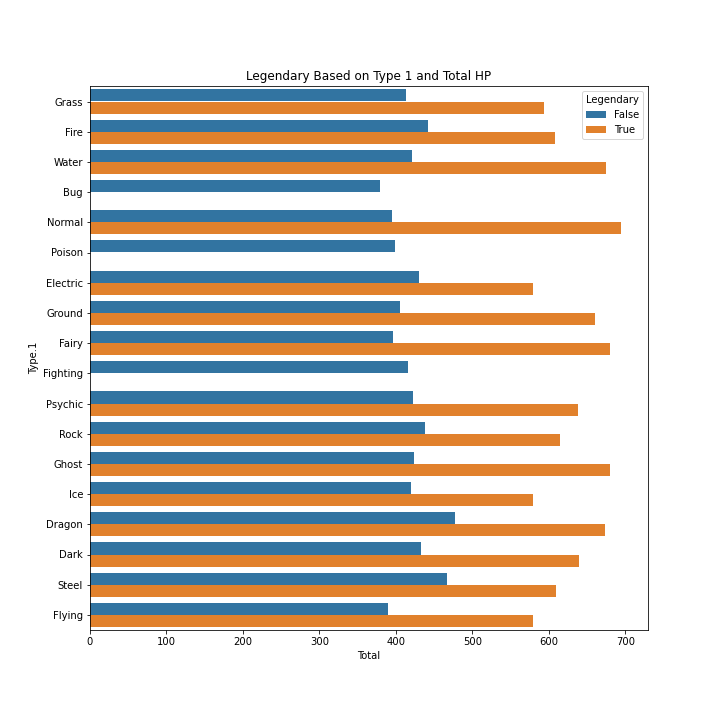 Legendary Based on Type 1 and Total HP
Legendary
False
True
Grass
Fire
Water
Bug
Normal
Poison
Electric
Ground
Fairy
Fighting
Psychic
Rock
Ghost
Ice
Dragon
Dark
Steel
Flying
Type.1
0 100 200 300 400 500 600 700
Total